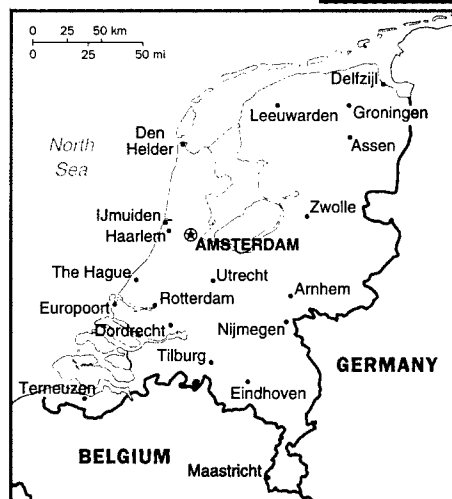 0 25 50 km
0 25 50 mi
Delfzijl
Leeuwarden
Groningen
Den
Helder
Assen
North
Sea
Zwolle
IJmuiden
Haarlem
AMSTERDAM
The Hague
Utrecht
Europoort
Rotterdam
Arnhem
Dordrecht
Nijmegen
Tilburg
GERMANY
Terneuzen
Eindhoven
BELGIUM
Maastricht